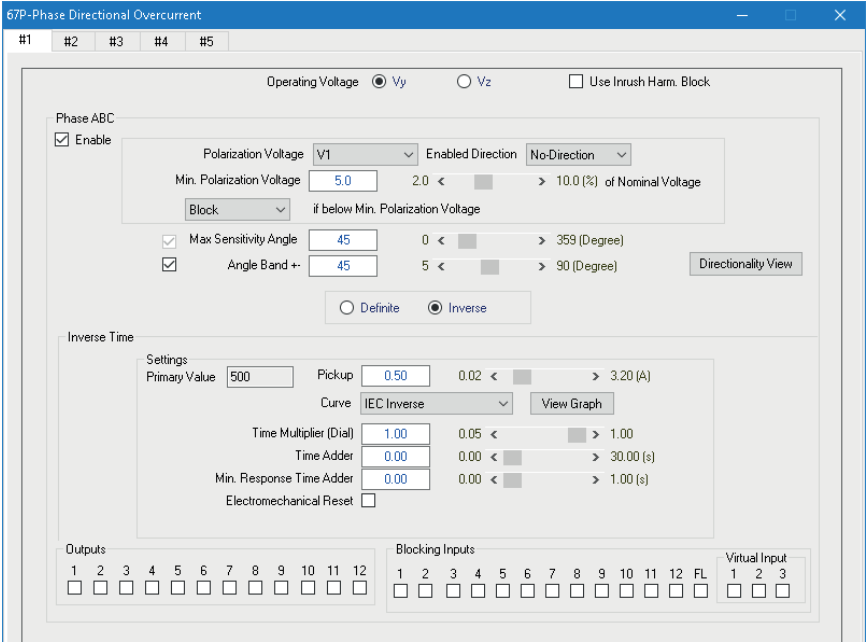 67P-Phase Directional Overcurrent
#1 #2 #3 #4 #5
Operating Voltage Vy Vz Use Inrush Harm. Block
Phase ABC
Enable
Polarization Voltage V1 Enabled Direction No-Direction
Min. Polarization Voltage 5.0 2.0 < > 10.0 (%) of Nominal Voltage
Block if below Min. Polarization Voltage
Max Sensitivity Angle 45 0 < > 359 (Degree)
Angle Band +- 45 5 < > 90 (Degree) Directionality View
Definite Inverse
Inverse Time
Settings
Primary Value 500 Pickup 0.50 0.02 < > 3.20 (A)
Curve IEC Inverse View Graph
Time Multiplier (Dial) 1.00 0.05 < > 1.00
Time Adder 0.00 0.00 < > 30.00 (s)
Min. Response Time Adder 0.00 0.00 < > 1.00 (s)
Electromechanical Reset
Outputs Blocking Inputs
Virtual Input
1 2 3 4 5 6 7 8 9 10 11 12 1 2 3 4 5 6 7 8 9 10 11 12 FL 1 2 3